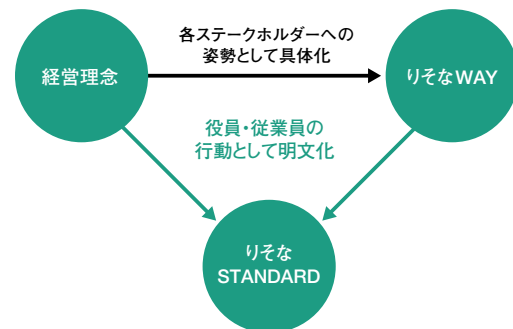 各ステークホルダーへの
姿勢として具体化
経営理念
りそなWAY
役員・従業員の
行動として明文化
りそな
STANDARD